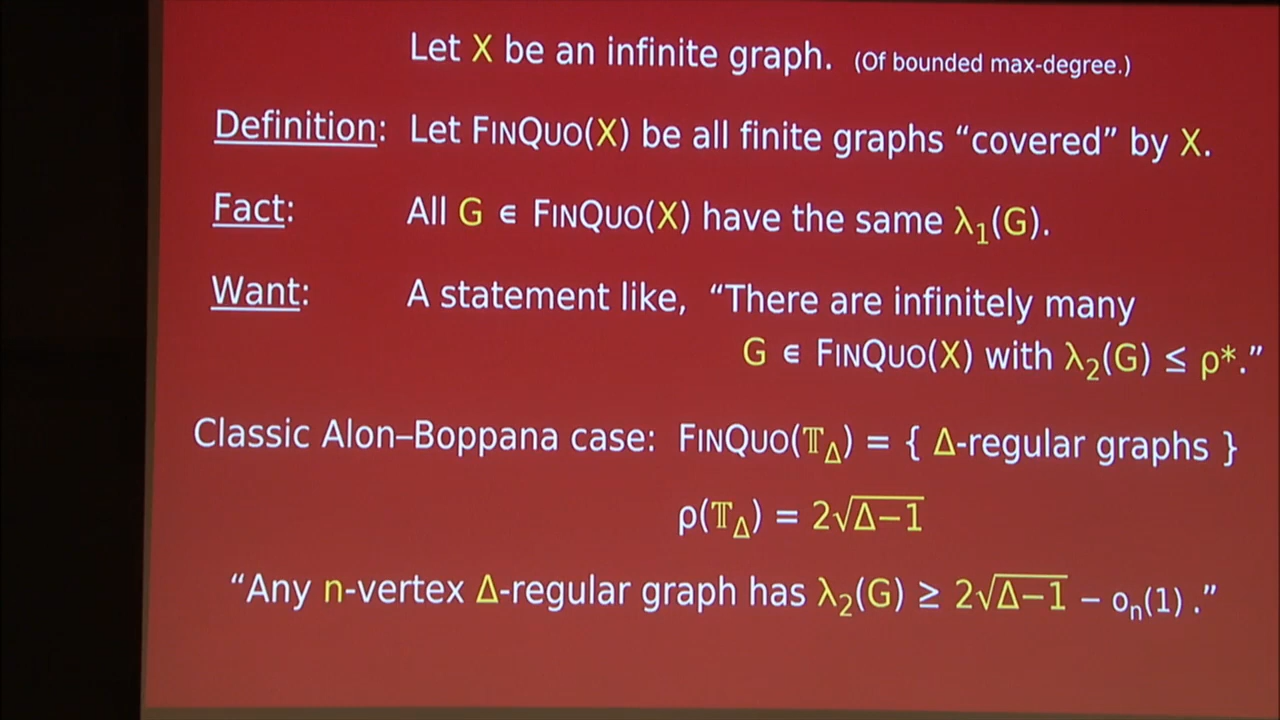 Let X be an infinite graph. (Of bounded max-degree.)
Definition: Let FINQUO(X) be all finite graphs “covered” by X.
Fact: All G ∈ FINQUO(X) have the same λ₁(G).
Want: A statement like, “There are infinitely many
G ∈ FINQUO(X) with λ₂(G) ≤ ρ*.”
Classic Alon–Boppana case: FINQUO(𝕋_Δ) = { Δ-regular graphs }
ρ(𝕋_Δ) = 2√Δ−1
“Any n-vertex Δ-regular graph has λ₂(G) ≥ 2√Δ−1 − oₙ(1) .”